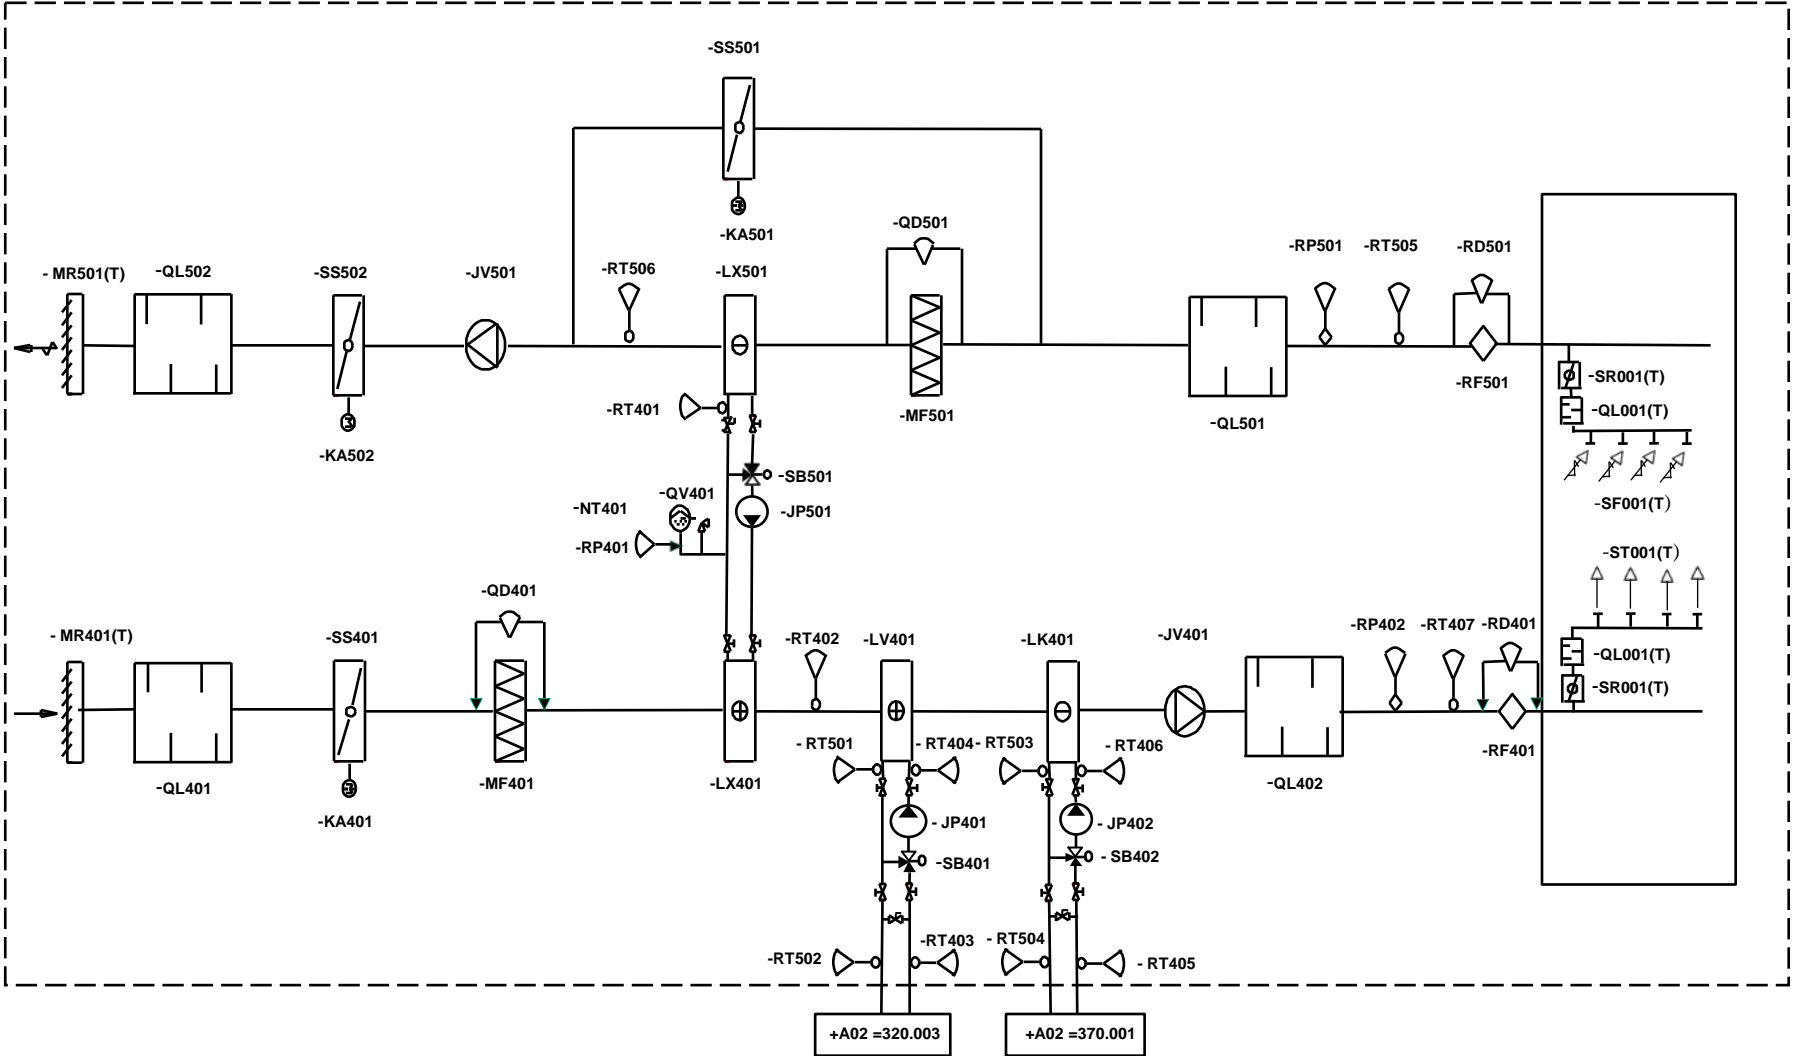 -SS501
-KA501
-QD501
- MR501(T)
-QL502
-SS502
-JV501
-RT506
-LX501
-RP501
-RT505
-RD501
-KA502
-RT401
-MF501
-QL501
-RF501
-SR001(T)
-QL001(T)
-SB501
-SF001(T)
-QV401
-NT401
-JP501
-RP401
-ST001(T)
-QD401
- MR401(T)
-SS401
-RT402
-LV401
-LK401
-JV401
-RP402
-RT407
-RD401
-QL001(T)
-SR001(T)
-QL401
-KA401
-MF401
-LX401
- RT501
- RT404
- RT503
- RT406
-QL402
-RF401
- JP401
- JP402
-SB401
- SB402
-RT502
-RT403
- RT504
- RT405
+A02 =320.003
+A02 =370.001